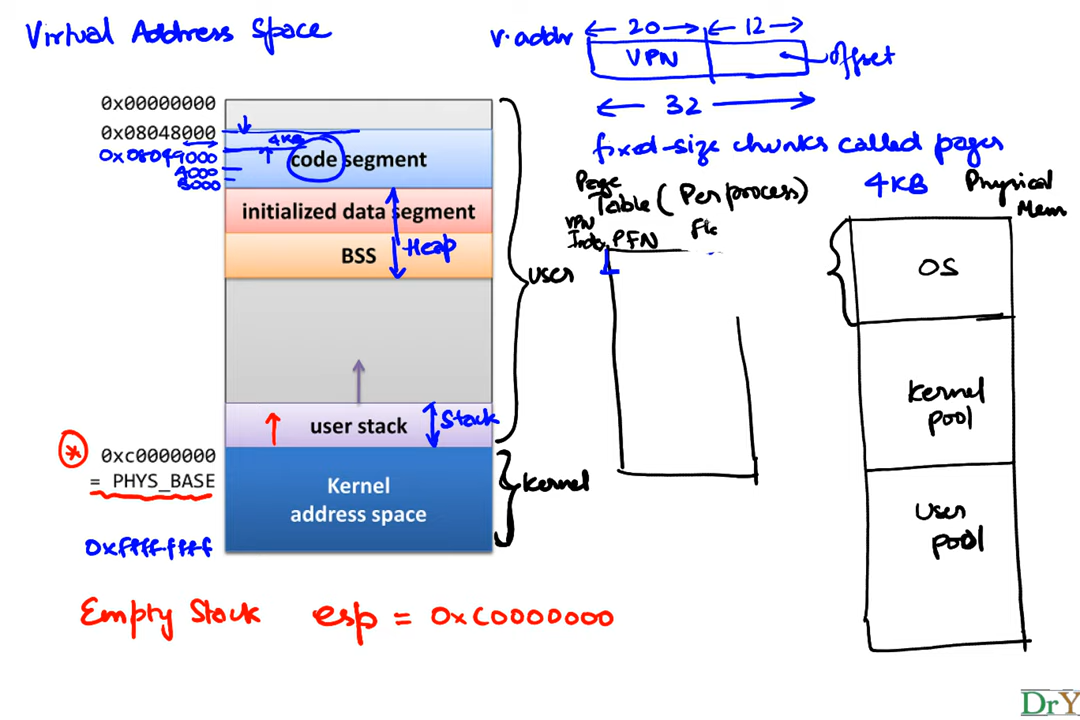 Virtual Address Space
v.addr
20
12
VPN
offset
32
fixed-size chunks called pages
4KB
0x00000000
0x08048000
4KB
0x08049000
A000
B000
code segment
initialized data segment
BSS
Heap
user
user stack
Stack
0xc0000000
= PHYS_BASE
Kernel
address space
Kernel
0xffffffff
Page
Table (Per process)
VPN
PFN
Physical
Mem
OS
Kernel
pool
User
pool
Empty Stack esp = 0xC0000000
DrY